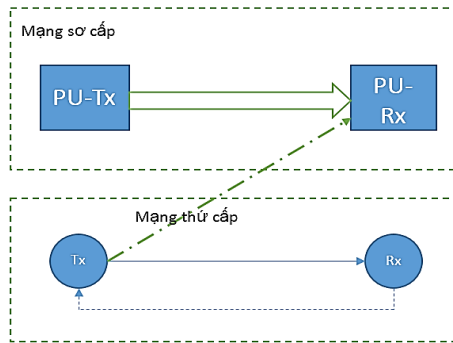 Mạng sơ cấp
PU-Tx
PU-
Rx
Mạng thứ cấp
Tx
Rx